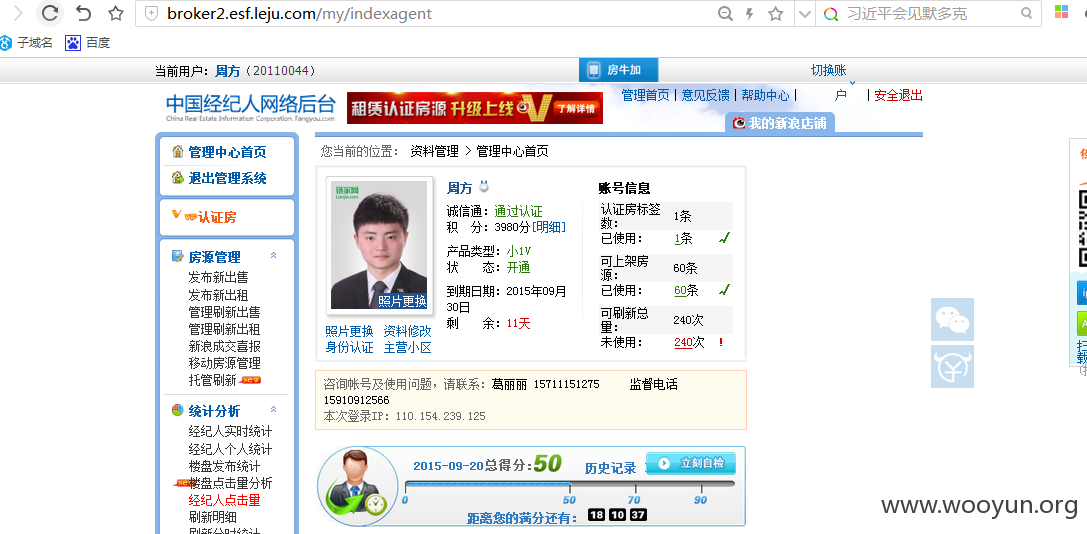 broker2.esf.leju.com/my/indexagent
习近平会见默多克
子域名
百度
当前用户：周方（20110044）
房牛加
切换账户
中国经纪人网络后台
China Real Estate Information Corporation. Fangyou.com
租赁认证房源 升级上线 V 了解详情
管理首页 | 意见反馈 | 帮助中心 |
| 安全退出
我的新浪店铺
管理中心首页
退出管理系统
VIP 认证房
房源管理
发布新出售
发布新出租
管理刷新出售
管理刷新出租
新浪成交喜报
移动房源管理
托管刷新 NEW
统计分析
经纪人实时统计
经纪人个人统计
楼盘发布统计
楼盘点击量分析
经纪人点击量
刷新明细
刷新分时统计
您当前的位置： 资料管理 > 管理中心首页
链家网
Lianjia.com
照片更换
照片更换 资料修改
身份认证 主营小区
周方
诚信通：通过认证
积 分：3980分[明细]
产品类型：小1V
状 态：开通
到期日期：2015年09月
30日
剩 余：11天
账号信息
认证房标签数： 1条
已使用： 1条
可上架房源： 60条
已使用： 60条
可刷新总量： 240次
未使用： 240次 !
咨询帐号及使用问题，请联系：葛丽丽 15711151275 监督电话
15910912566
本次登录IP：110.154.239.125
2015-09-20总得分：50 历史记录 立刻自检
0 50 70 90
距离您的满分还有： 18 10 37
www.wooyun.org